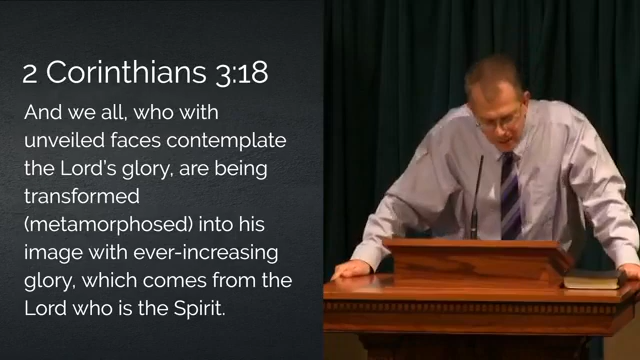 2 Corinthians 3:18
And we all, who with
unveiled faces contemplate
the Lord's glory, are being
transformed
(metamorphosed) into his
image with ever-increasing
glory, which comes from the
Lord who is the Spirit.